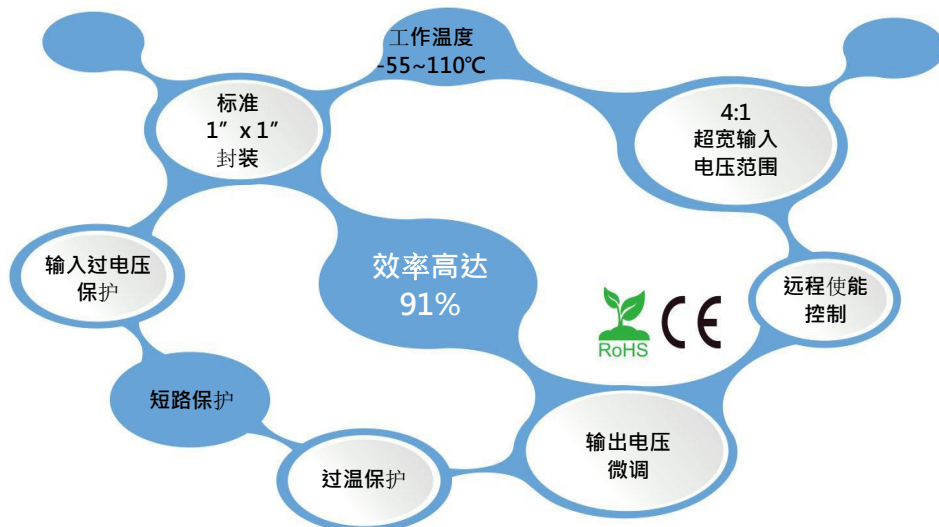 工作温度
-55~110℃
标准
1” x 1”
封装
4:1
超宽输入
电压范围
输入过电压
保护
效率高达
91%
远程使能
控制
RoHS
CE
短路保护
输出电压
微调
过温保护